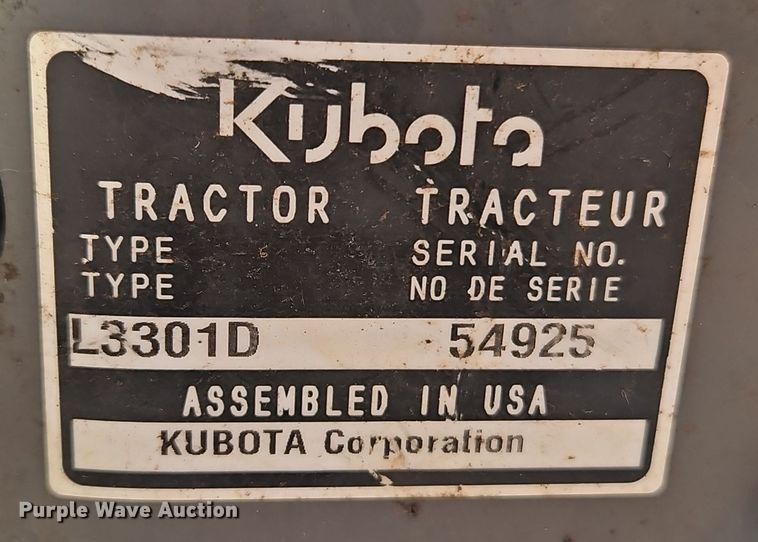 Kubota
TRACTOR TRACTEUR
TYPE SERIAL NO.
TYPE NO DE SERIE
L3301D 54925
ASSEMBLED IN USA
KUBOTA Corporation
Purple Wave Auction